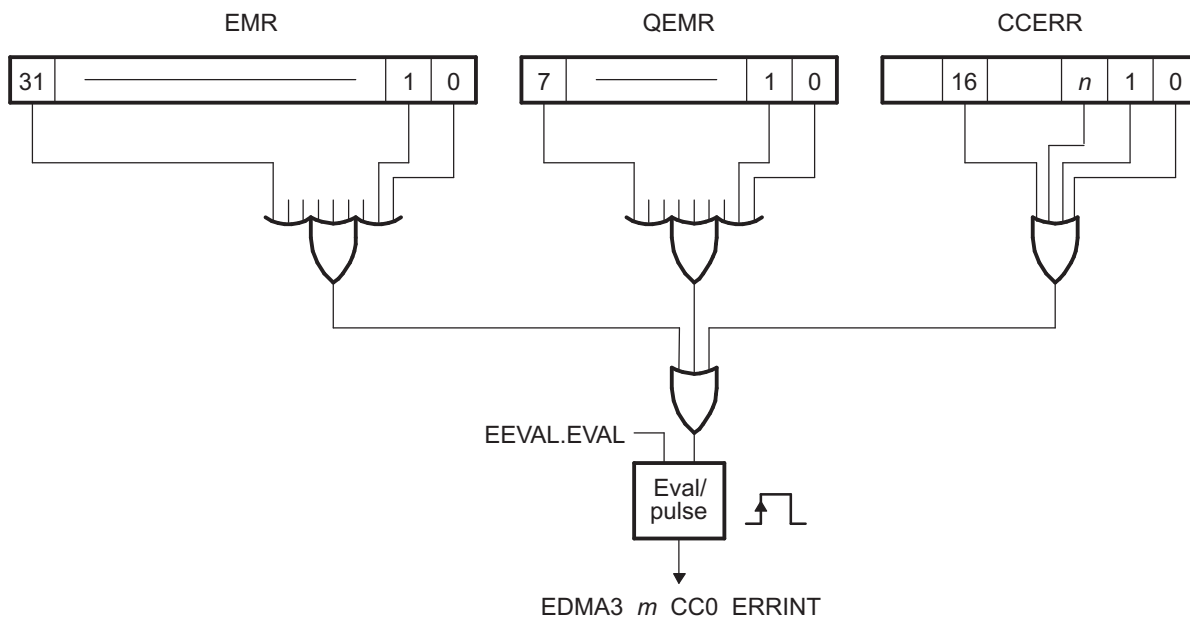 EMR QEMR CCERR
31 1 0 7 1 0 16 n 1 0
EEVAL.EVAL
Eval/
pulse
EDMA3 m CC0 ERRINT